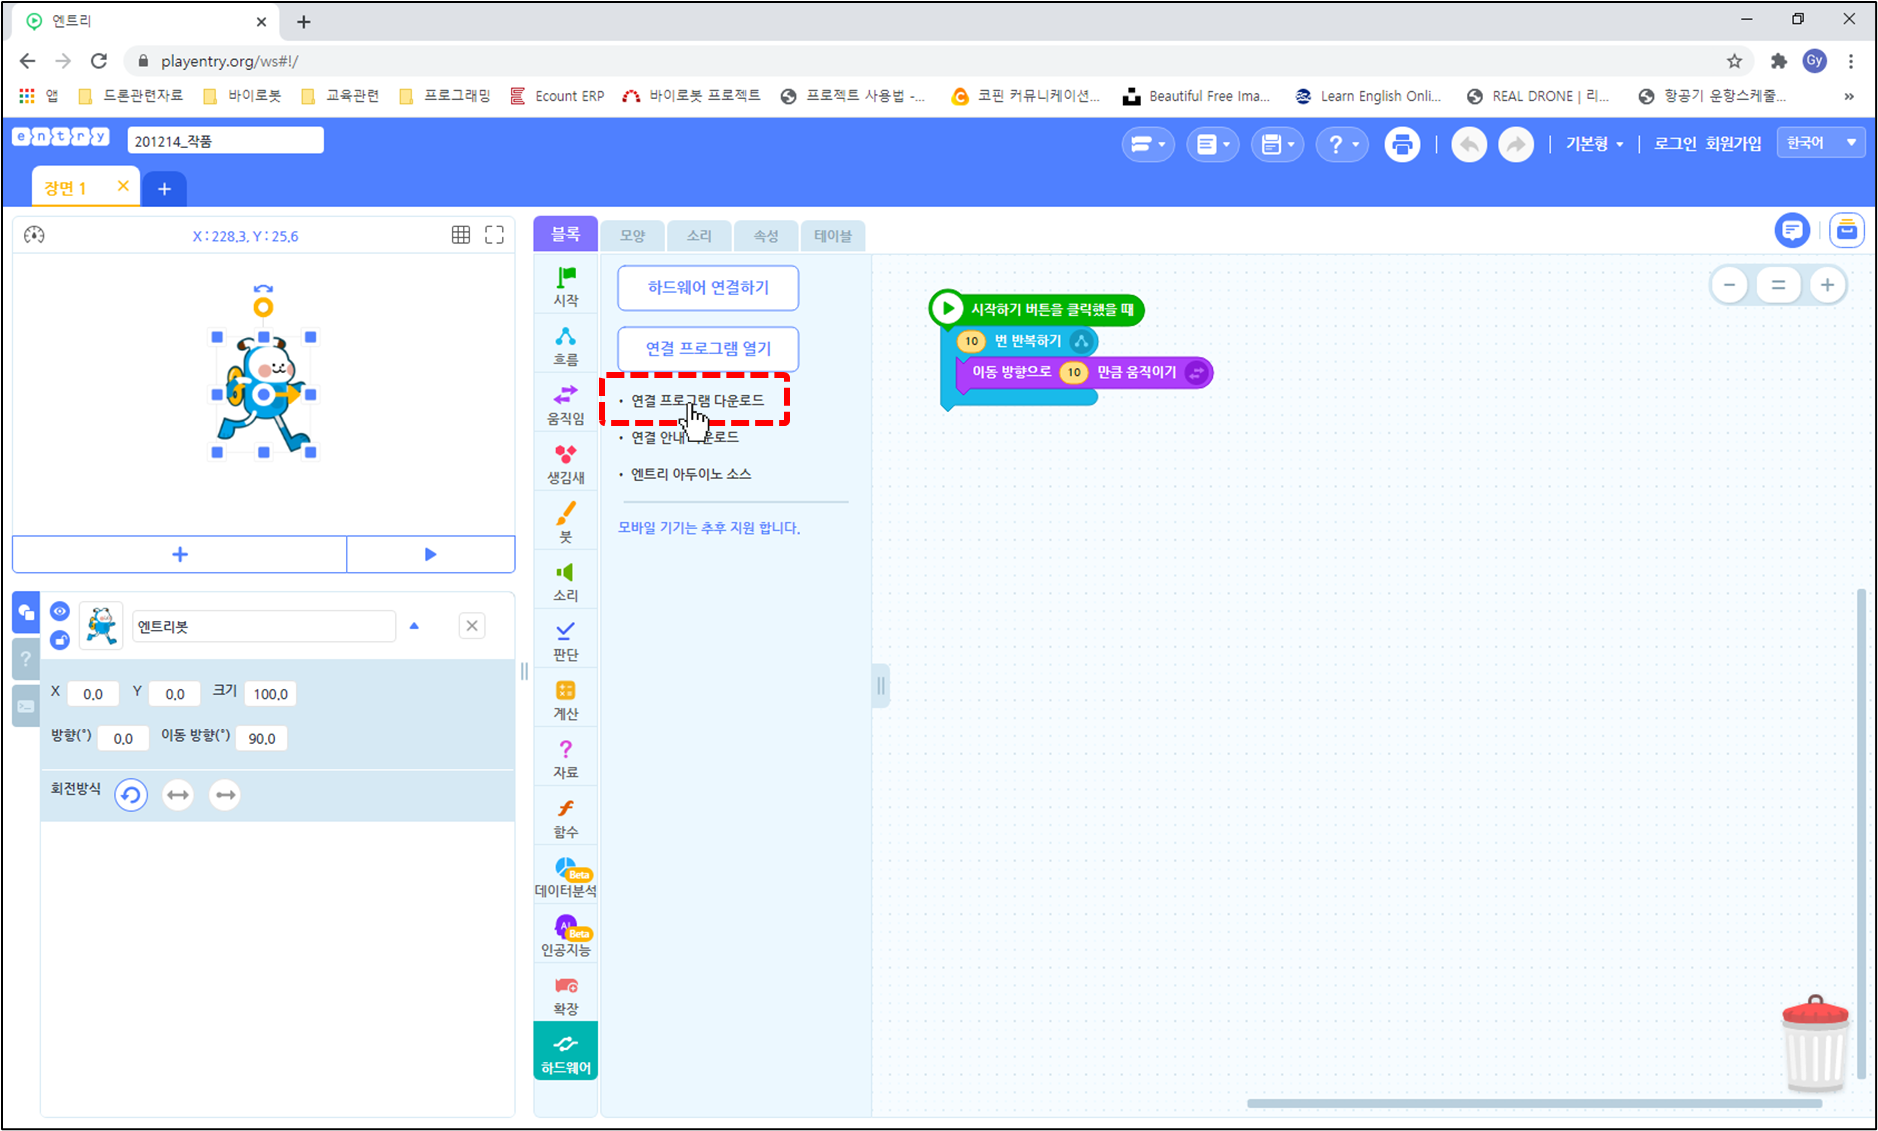 엔트리
playentry.org/ws#!/
Gy
앱 드론관련자료 바이로봇 교육관련 프로그래밍 Ecount ERP 바이로봇 프로젝트 프로젝트 사용법 -... 코핀 커뮤니케이션... Beautiful Free Ima... Learn English Onli... REAL DRONE | 리... 항공기 운항스케줄... »
entry 201214_작품
? 기본형 로그인 회원가입 한국어
장면 1 +
X : 228.3, Y : 25.6
블록 모양 소리 속성 테이블
시작
흐름
움직임
생김새
붓
소리
판단
계산
자료
함수
Beta
데이터분석
AI Beta
인공지능
확장
하드웨어
하드웨어 연결하기
연결 프로그램 열기
· 연결 프로그램 다운로드
· 연결 안내 운로드
· 엔트리 아두이노 소스
모바일 기기는 추후 지원 합니다.
시작하기 버튼을 클릭했을 때
10 번 반복하기
이동 방향으로 10 만큼 움직이기
엔트리봇
X 0.0 Y 0.0 크기 100.0
방향(°) 0.0 이동 방향(°) 90.0
회전방식